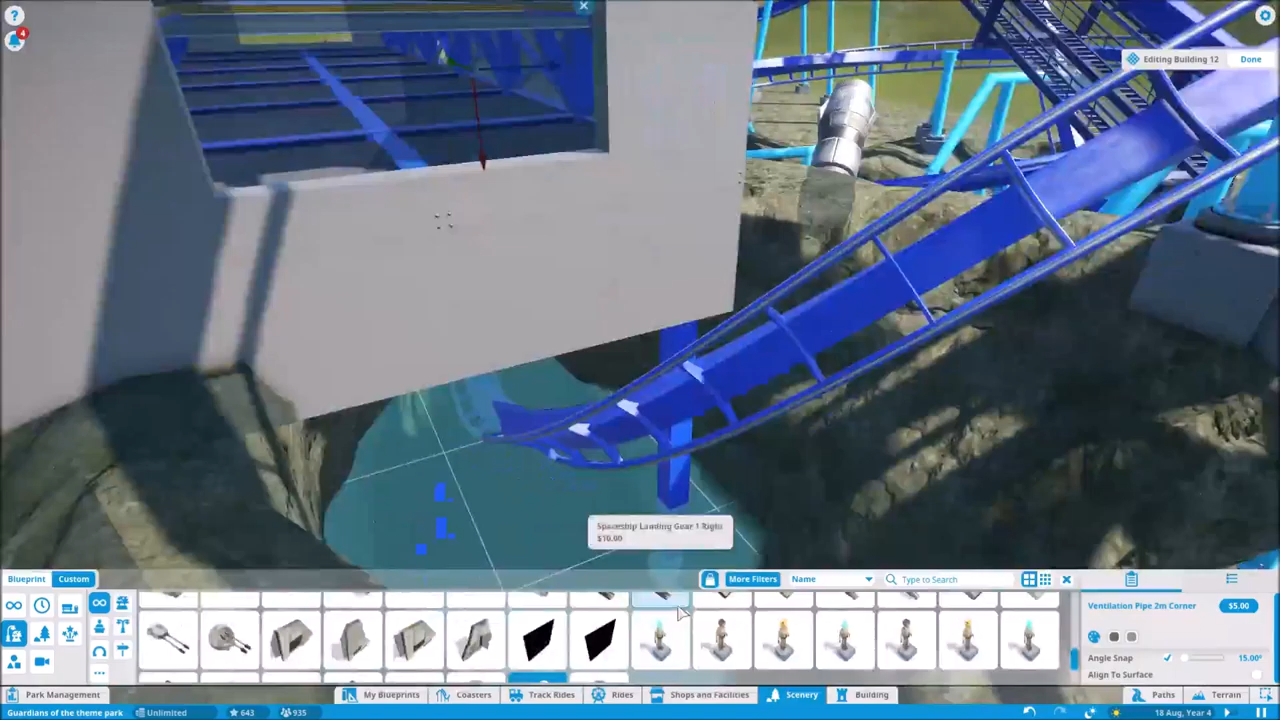 ?
4
Editing Building 12 Done
Spaceship Landing Gear 1 Right
$10.00
Blueprint Custom More Filters Name Type to Search
Ventilation Pipe 2m Corner $5.00
Angle Snap 15.00°
Align To Surface
Park Management My Blueprints Coasters Track Rides Rides Shops and Facilities Scenery Building Paths Terrain
Guardians of the theme park Unlimited 643 935 18 Aug, Year 4